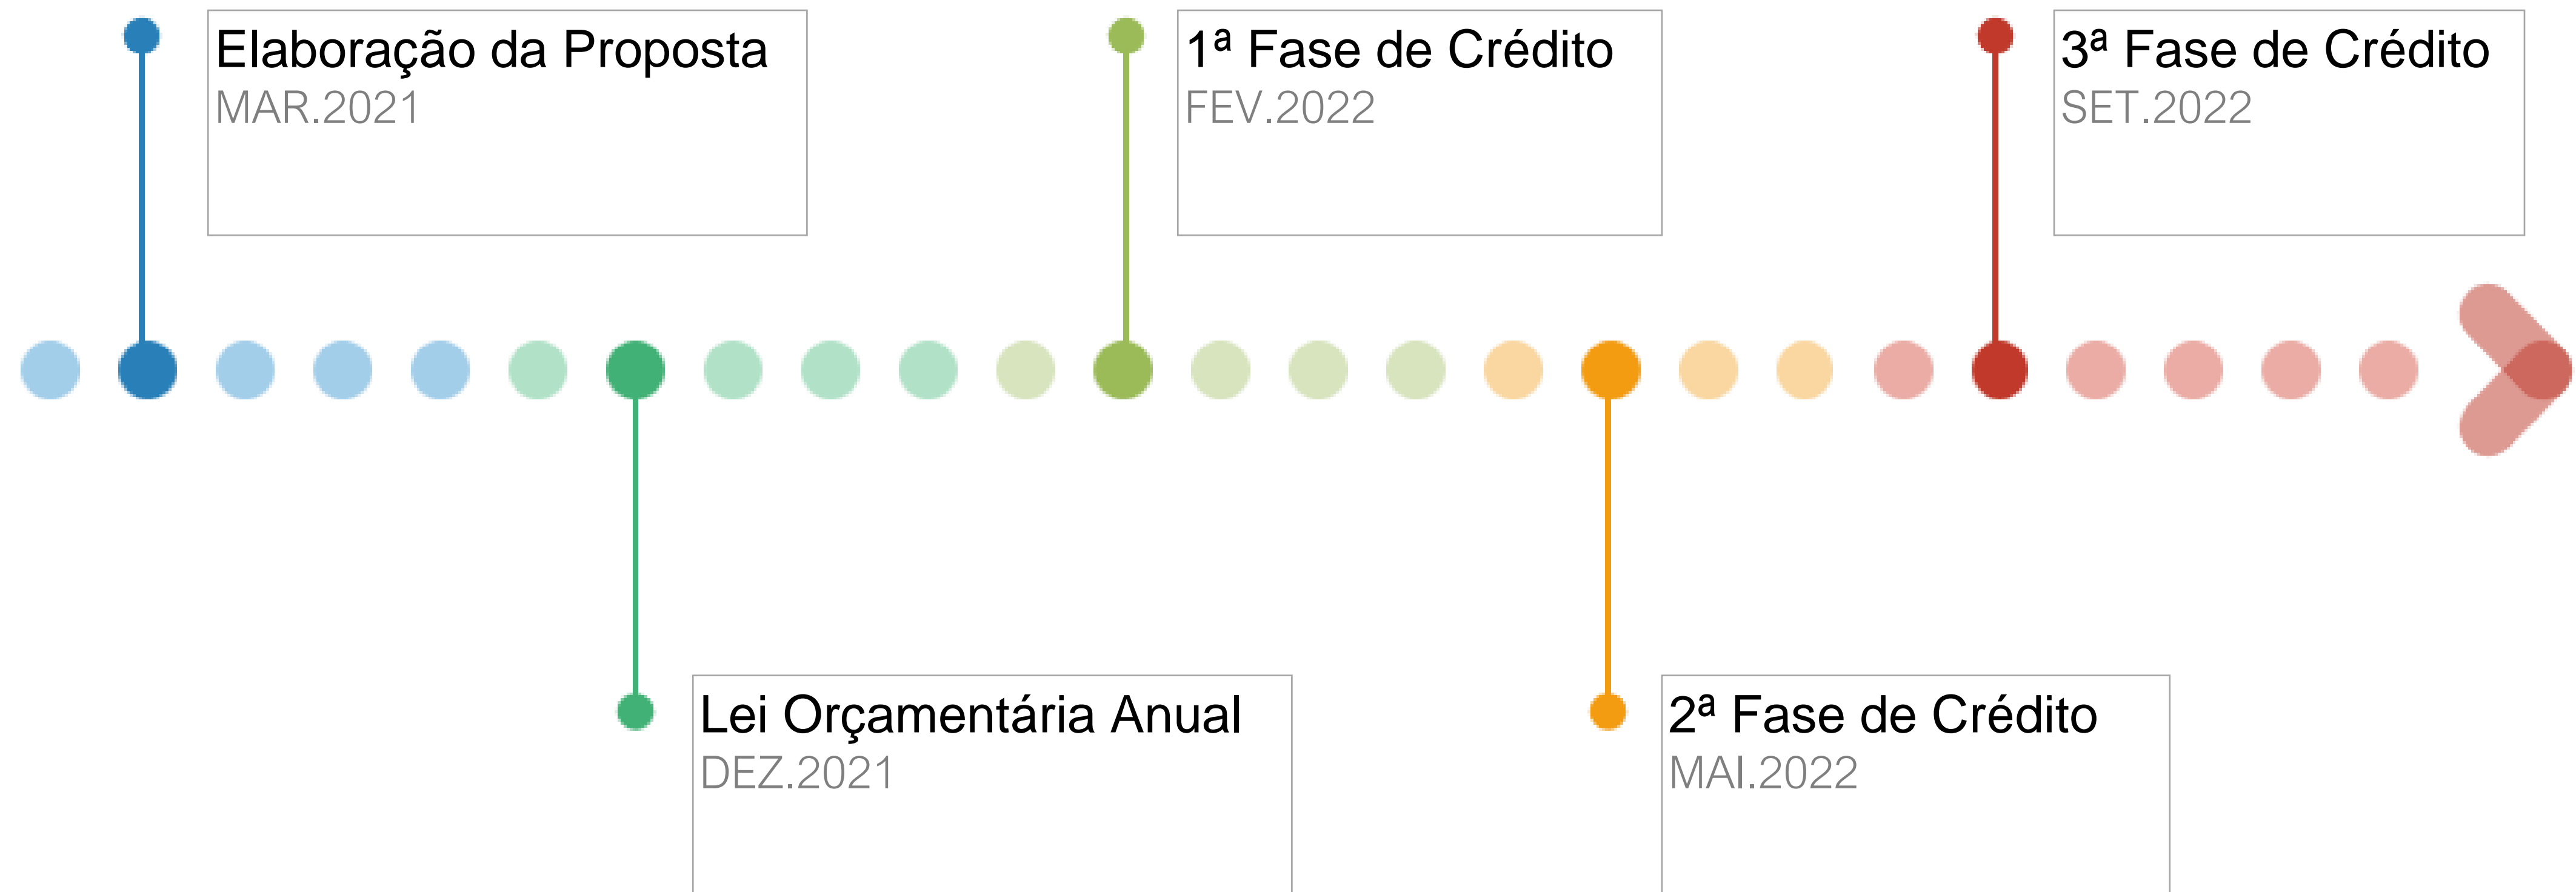 Elaboração da Proposta
MAR.2021
1ª Fase de Crédito
FEV.2022
3ª Fase de Crédito
SET.2022
Lei Orçamentária Anual
DEZ.2021
2ª Fase de Crédito
MAI.2022